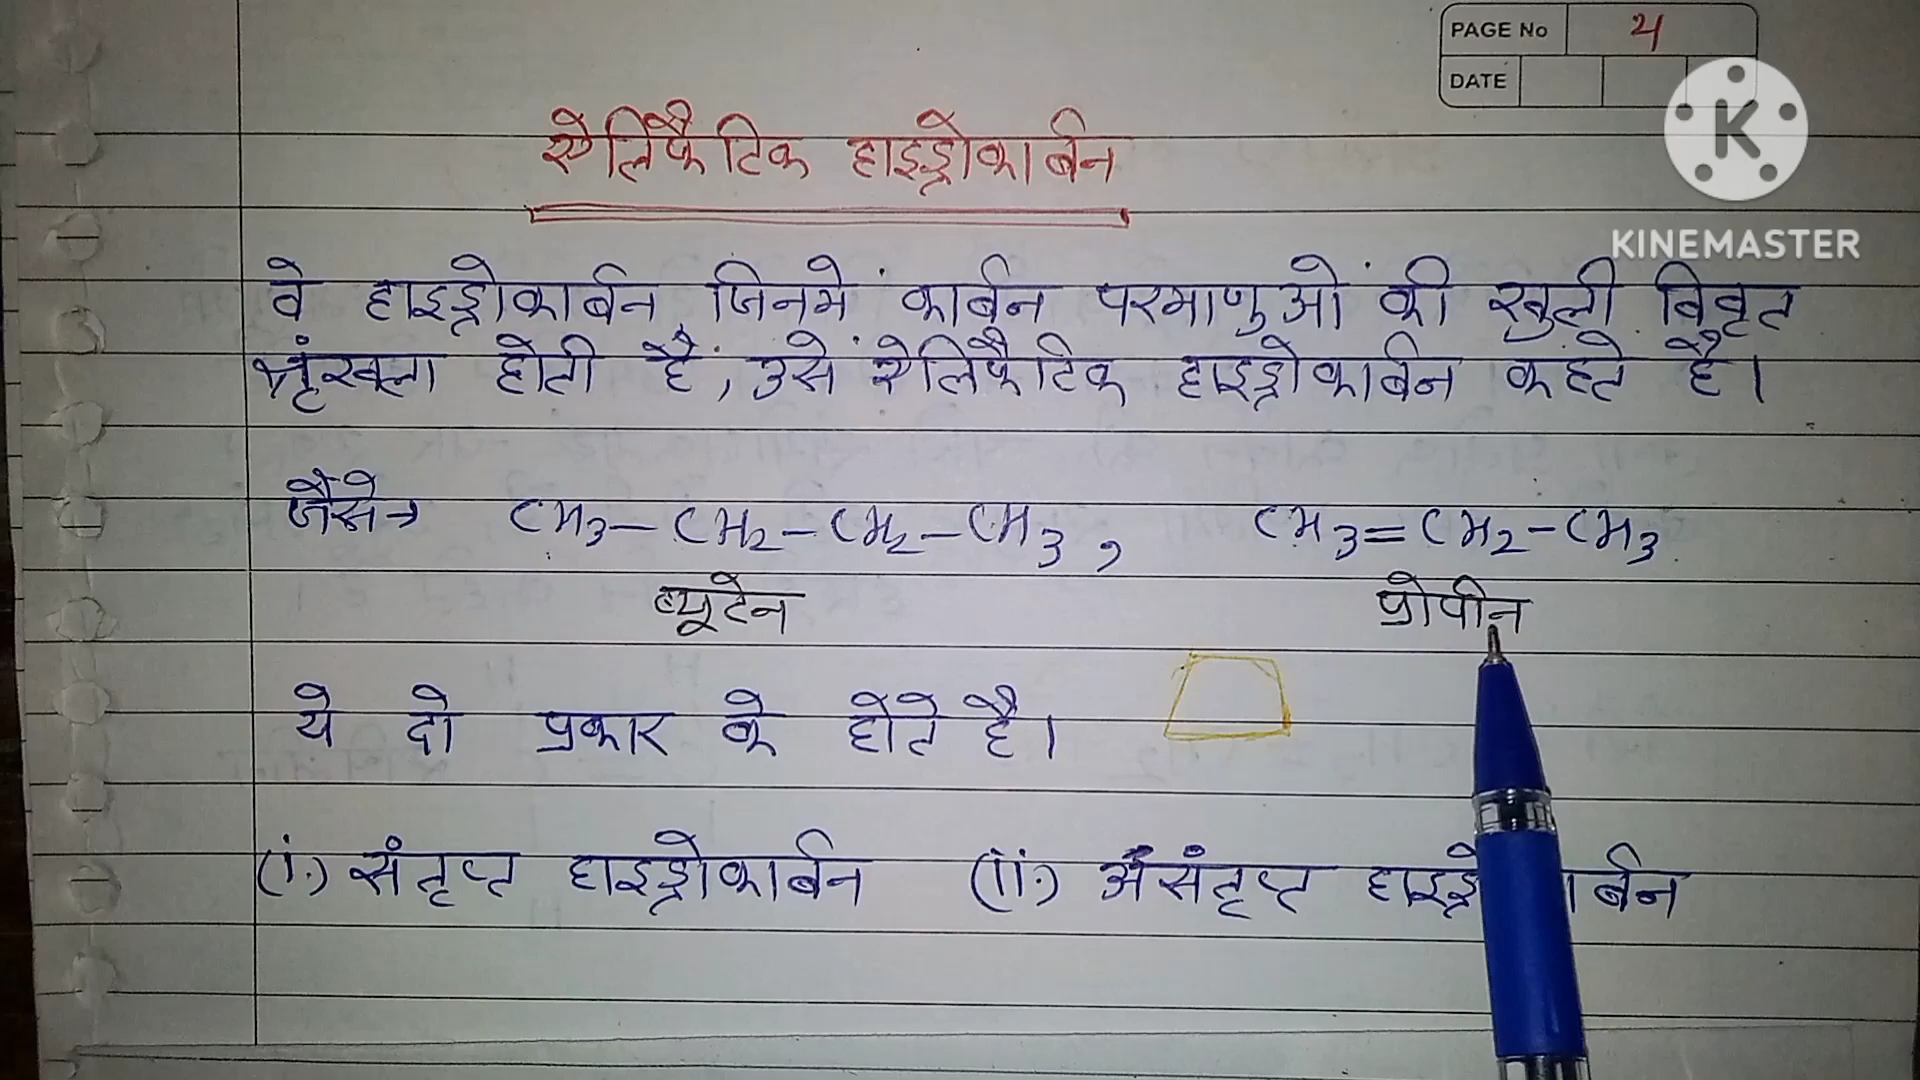 PAGE No 4
DATE
K
KINEMASTER
ऐलिफैटिक हाइड्रोकार्बन
वे हाइड्रोकार्बन जिनमें कार्बन परमाणुओं की खुली विवृत
श्रृंखला होती है, उसे ऐलिफैटिक हाइड्रोकार्बन कहते है।
जैसे→ CH3–CH2–CH2–CH3, CH3=CH2–CH3
ब्यूटेन प्रोपीन
ये दो प्रकार के होते है।
(i.) संतृप्त हाइड्रोकार्बन (ii.) असंतृप्त हाइड्रोकार्बन